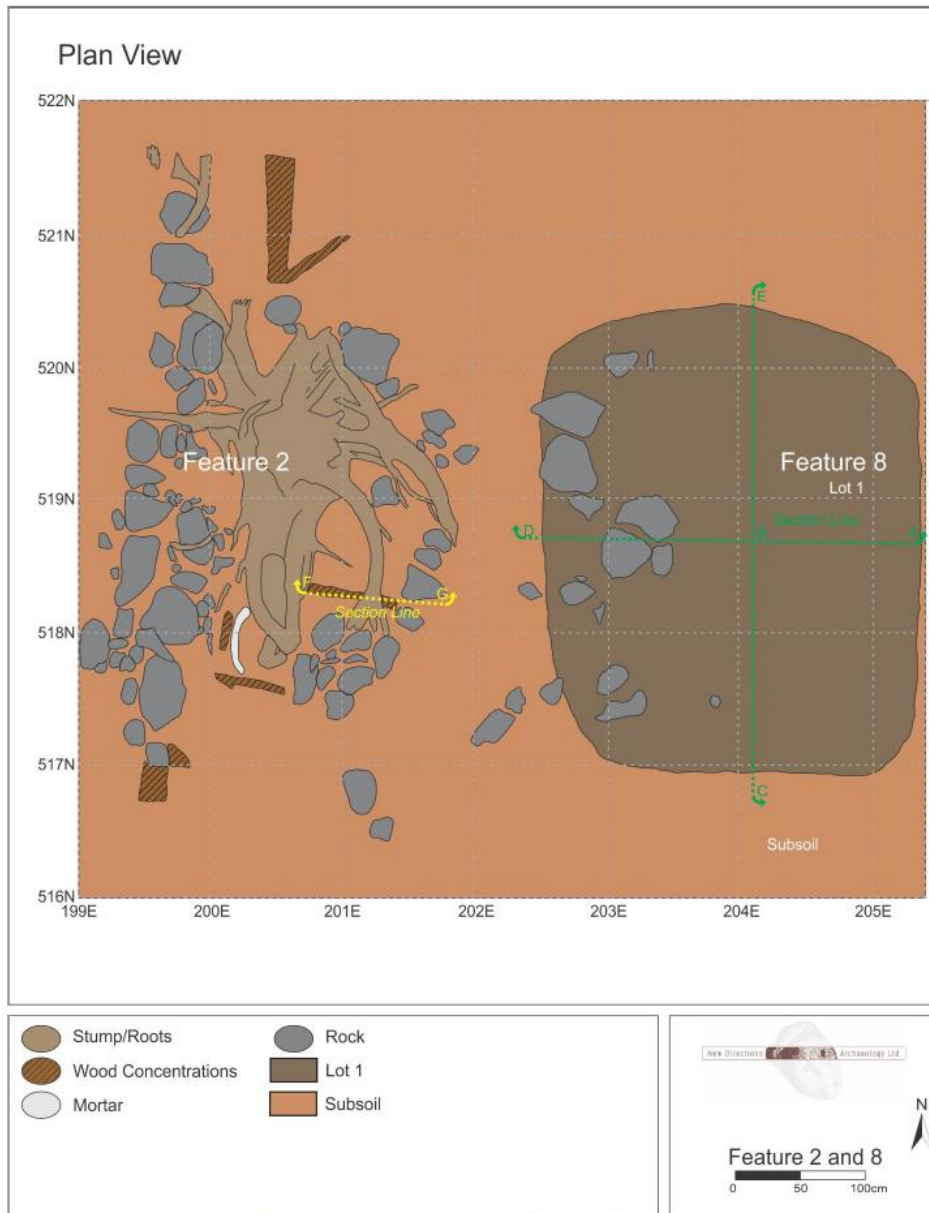 Plan View
522N
521N
E
520N
Feature 2
Feature 8
Lot 1
519N
Section Line
D
B
F
G
Section Line
518N
517N
C
Subsoil
516N
199E 200E 201E 202E 203E 204E 205E
Stump/Roots
Rock
Wood Concentrations
Lot 1
Mortar
Subsoil
New Directions Archaeology Ltd.
N
Feature 2 and 8
0 50 100cm